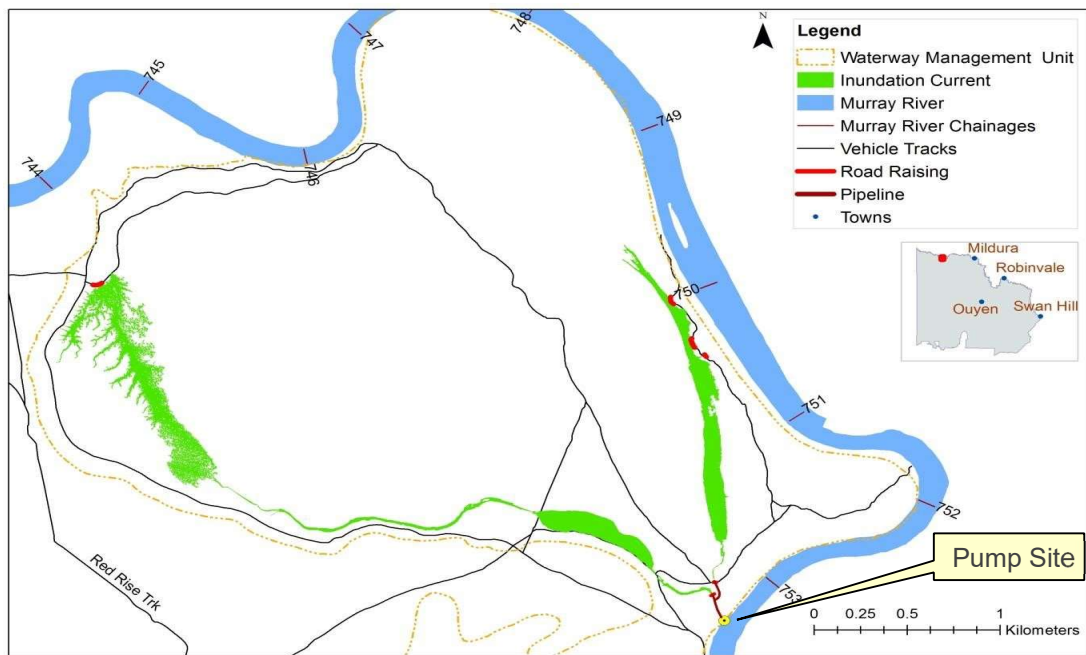 N
Legend
Waterway Management Unit
Inundation Current
Murray River
Murray River Chainages
Vehicle Tracks
Road Raising
Pipeline
Towns
744
745
746
747
748
749
750
751
752
753
Mildura
Robinvale
Ouyen
Swan Hill
Red Rise Trk
Pump Site
0 0.25 0.5 1
Kilometers